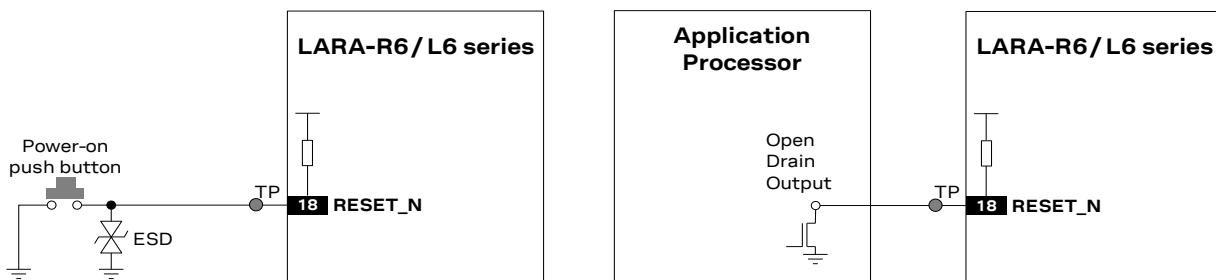 LARA-R6/L6 series
Power-on
push button
TP
18 RESET_N
ESD
Application
Processor
Open
Drain
Output
LARA-R6/L6 series
TP
18 RESET_N